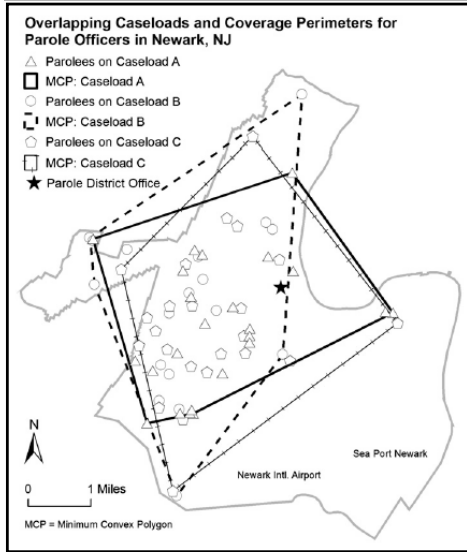 Overlapping Caseloads and Coverage Perimeters for
Parole Officers in Newark, NJ
Parolees on Caseload A
MCP: Caseload A
Parolees on Caseload B
MCP: Caseload B
Parolees on Caseload C
MCP: Caseload C
Parole District Office
Sea Port Newark
N
Newark Intl. Airport
0 1 Miles
MCP = Minimum Convex Polygon